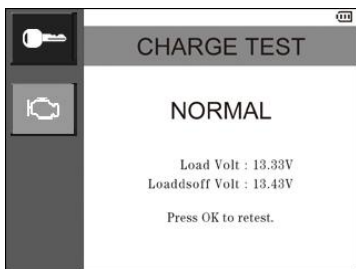 CHARGE TEST
NORMAL
Load Volt : 13.33V
Loaddsoff Volt : 13.43V
Press OK to retest.